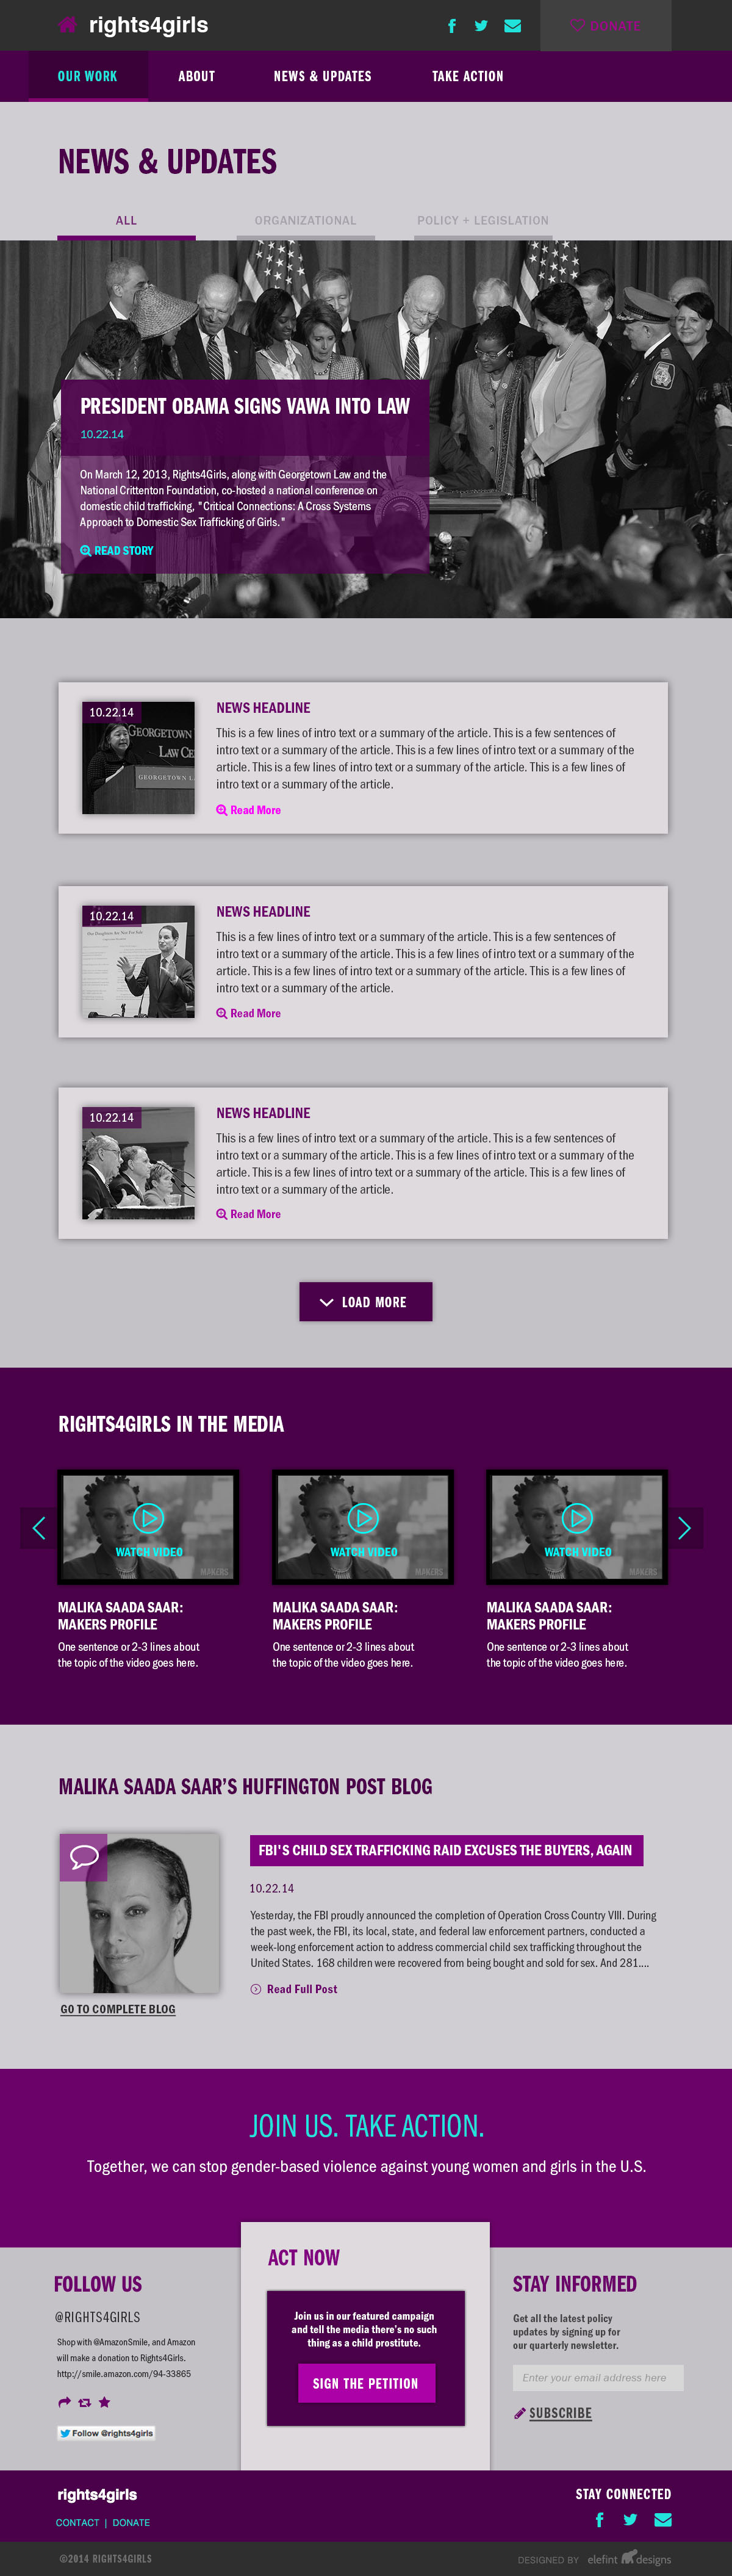 rights4girls
DONATE
OUR WORK
ABOUT
NEWS & UPDATES
TAKE ACTION
NEWS & UPDATES
ALL
ORGANIZATIONAL
POLICY + LEGISLATION
PRESIDENT OBAMA SIGNS VAWA INTO LAW
10.22.14
On March 12, 2013, Rights4Girls, along with Georgetown Law and the
National Crittenton Foundation, co-hosted a national conference on
domestic child trafficking, "Critical Connections: A Cross Systems
Approach to Domestic Sex Trafficking of Girls."
READ STORY
10.22.14
GEORGETOWN
LAW CE
GEORGETOWN L
NEWS HEADLINE
This is a few lines of intro text or a summary of the article. This is a few sentences of
intro text or a summary of the article. This is a few lines of intro text or a summary of the
article. This is a few lines of intro text or a summary of the article. This is a few lines of
intro text or a summary of the article.
Read More
10.22.14
Our Daughters Are Not For Sale
NEWS HEADLINE
This is a few lines of intro text or a summary of the article. This is a few sentences of
intro text or a summary of the article. This is a few lines of intro text or a summary of the
article. This is a few lines of intro text or a summary of the article. This is a few lines of
intro text or a summary of the article.
Read More
10.22.14
NEWS HEADLINE
This is a few lines of intro text or a summary of the article. This is a few sentences of
intro text or a summary of the article. This is a few lines of intro text or a summary of the
article. This is a few lines of intro text or a summary of the article. This is a few lines of
intro text or a summary of the article.
Read More
LOAD MORE
RIGHTS4GIRLS IN THE MEDIA
WATCH VIDEO
MAKERS
MALIKA SAADA SAAR:
MAKERS PROFILE
One sentence or 2-3 lines about
the topic of the video goes here.
WATCH VIDEO
MAKERS
MALIKA SAADA SAAR:
MAKERS PROFILE
One sentence or 2-3 lines about
the topic of the video goes here.
WATCH VIDEO
MAKERS
MALIKA SAADA SAAR:
MAKERS PROFILE
One sentence or 2-3 lines about
the topic of the video goes here.
MALIKA SAADA SAAR'S HUFFINGTON POST BLOG
GO TO COMPLETE BLOG
FBI'S CHILD SEX TRAFFICKING RAID EXCUSES THE BUYERS, AGAIN
10.22.14
Yesterday, the FBI proudly announced the completion of Operation Cross Country VIII. During
the past week, the FBI, its local, state, and federal law enforcement partners, conducted a
week-long enforcement action to address commercial child sex trafficking throughout the
United States. 168 children were recovered from being bought and sold for sex. And 281....
Read Full Post
JOIN US. TAKE ACTION.
Together, we can stop gender-based violence against young women and girls in the U.S.
FOLLOW US
@RIGHTS4GIRLS
Shop with @AmazonSmile, and Amazon
will make a donation to Rights4Girls.
http://smile.amazon.com/94-33865
Follow @rights4girls
ACT NOW
Join us in our featured campaign
and tell the media there's no such
thing as a child prostitute.
SIGN THE PETITION
STAY INFORMED
Get all the latest policy
updates by signing up for
our quarterly newsletter.
Enter your email address here
SUBSCRIBE
rights4girls
CONTACT | DONATE
STAY CONNECTED
©2014 RIGHTS4GIRLS
DESIGNED BY elefint designs